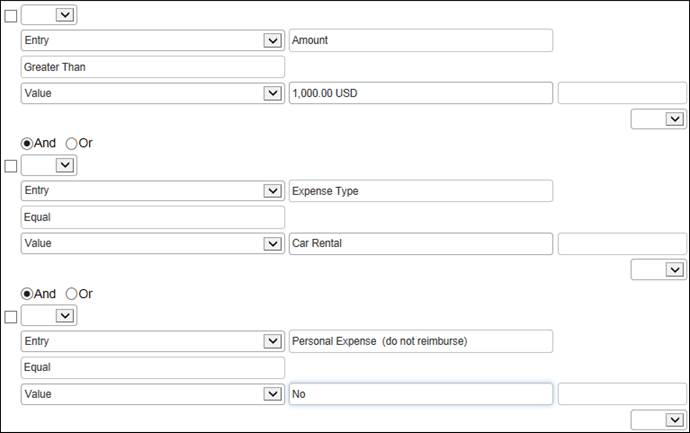 Entry Amount
Greater Than
Value 1,000.00 USD
And Or
Entry Expense Type
Equal
Value Car Rental
And Or
Entry Personal Expense (do not reimburse)
Equal
Value No